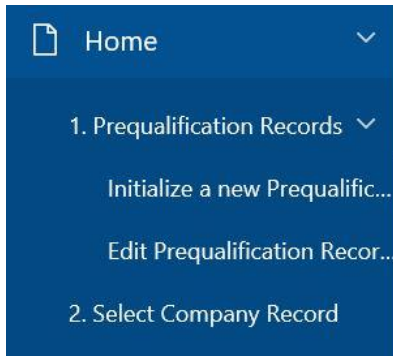 Home
1. Prequalification Records
Initialize a new Prequalific...
Edit Prequalification Recor...
2. Select Company Record